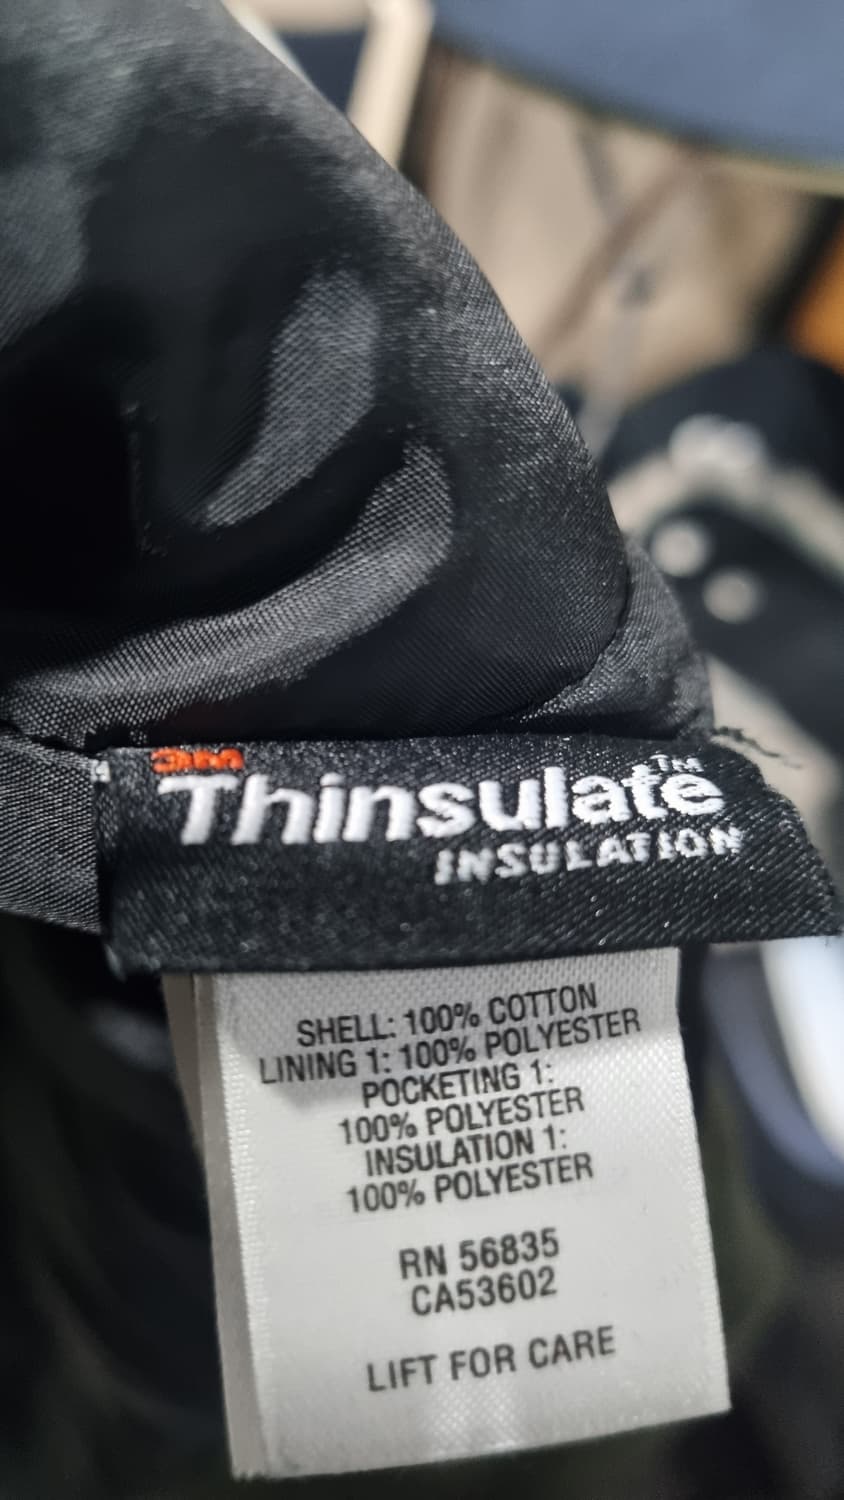 3M
Thinsulate™
INSULATION
SHELL: 100% COTTON
LINING 1: 100% POLYESTER
POCKETING 1:
100% POLYESTER
INSULATION 1:
100% POLYESTER
RN 56835
CA53602
LIFT FOR CARE